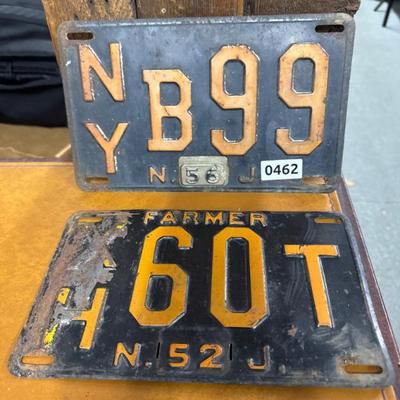 NY B99
N. 56 J.
0462
FARMER
H 60T
N. 52 J.